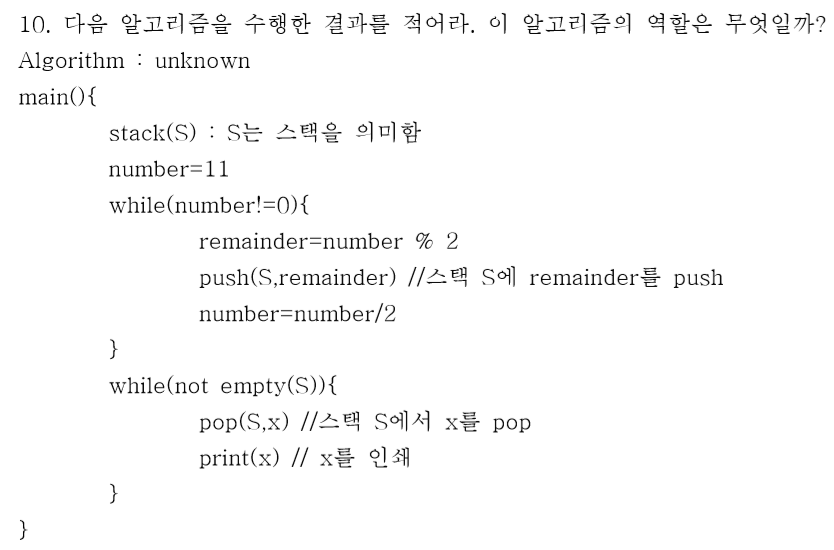 10. 다음 알고리즘을 수행한 결과를 적어라. 이 알고리즘의 역할은 무엇일까?
Algorithm : unknown
main(){
stack(S) : S는 스택을 의미함
number=11
while(number!=0){
remainder=number % 2
push(S,remainder) //스택 S에 remainder를 push
number=number/2
}
while(not empty(S)){
pop(S,x) //스택 S에서 x를 pop
print(x) // x를 인쇄
}
}